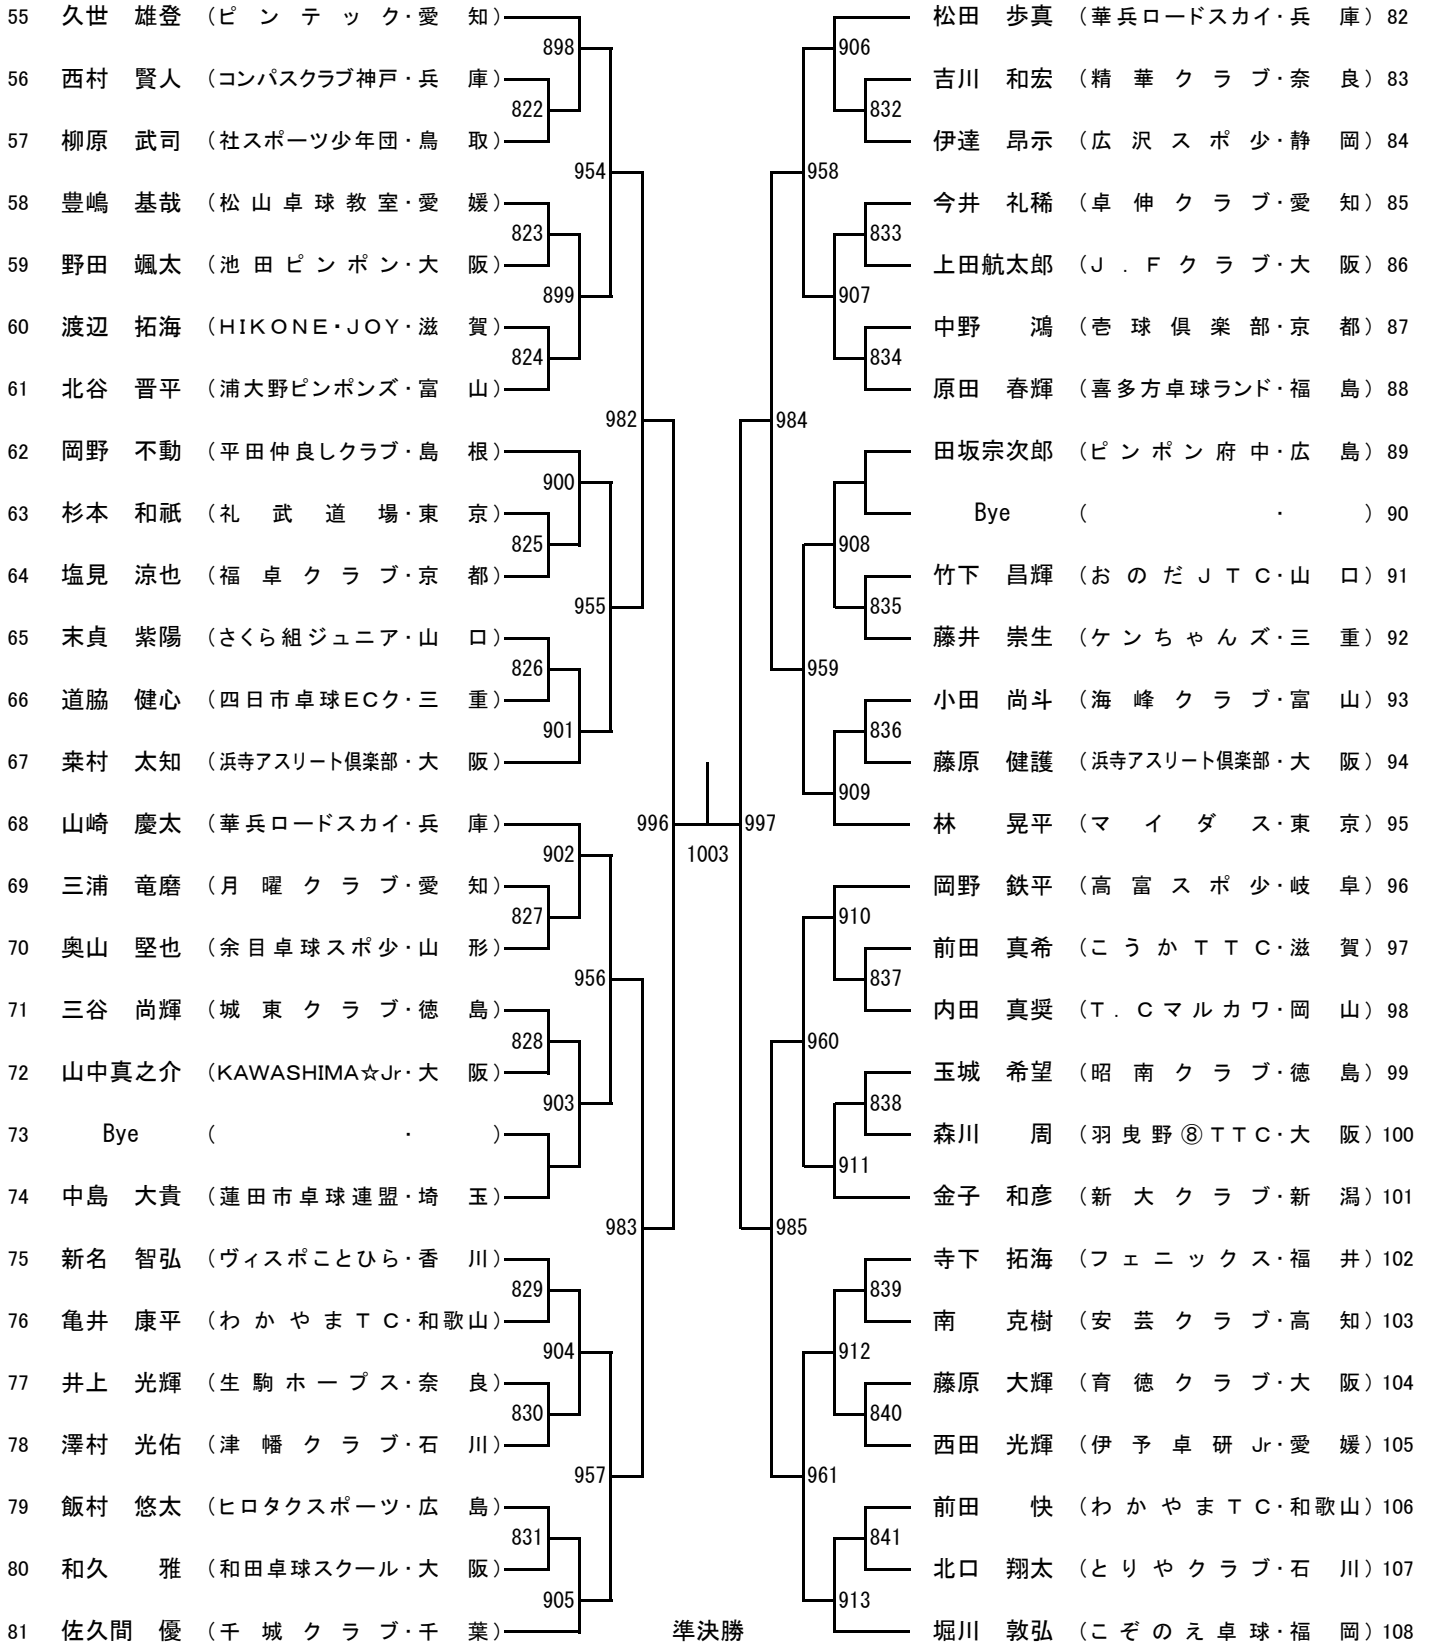 55 久世 雄登 (ピンテック・愛知)
898
56 西村 賢人 (コンパスクラブ神戸・兵庫)
822
57 柳原 武司 (社スポーツ少年団・鳥取)
954
58 豊嶋 基哉 (松山卓球教室・愛媛)
823
59 野田 颯太 (池田ピンポン・大阪)
899
60 渡辺 拓海 (HIKONE・JOY・滋賀)
824
61 北谷 晋平 (浦大野ピンポンズ・富山)
982
62 岡野 不動 (平田仲良しクラブ・島根)
900
63 杉本 和祇 (礼武道場・東京)
825
64 塩見 涼也 (福卓クラブ・京都)
955
65 末貞 紫陽 (さくら組ジュニア・山口)
826
66 道脇 健心 (四日市卓球ECク・三重)
901
67 桒村 太知 (浜寺アスリート倶楽部・大阪)
68 山崎 慶太 (華兵ロードスカイ・兵庫)
996
902
69 三浦 竜磨 (月曜クラブ・愛知)
827
70 奥山 堅也 (余目卓球スポ少・山形)
956
71 三谷 尚輝 (城東クラブ・徳島)
828
72 山中真之介 (KAWASHIMA☆Jr・大阪)
903
73 Bye ( ・ )
74 中島 大貴 (蓮田市卓球連盟・埼玉)
983
75 新名 智弘 (ヴィスポことひら・香川)
829
76 亀井 康平 (わかやまTC・和歌山)
904
77 井上 光輝 (生駒ホープス・奈良)
830
78 澤村 光佑 (津幡クラブ・石川)
957
79 飯村 悠太 (ヒロタクスポーツ・広島)
831
80 和久 雅 (和田卓球スクール・大阪)
905
81 佐久間 優 (千城クラブ・千葉)
1003
準決勝
松田 歩真 (華兵ロードスカイ・兵庫) 82
906
吉川 和宏 (精華クラブ・奈良) 83
832
伊達 昂示 (広沢スポ少・静岡) 84
958
今井 礼稀 (卓伸クラブ・愛知) 85
833
上田航太郎 (J.Fクラブ・大阪) 86
907
中野 鴻 (壱球倶楽部・京都) 87
834
原田 春輝 (喜多方卓球ランド・福島) 88
984
田坂宗次郎 (ピンポン府中・広島) 89
Bye ( ・ ) 90
908
竹下 昌輝 (おのだJTC・山口) 91
835
藤井 崇生 (ケンちゃんズ・三重) 92
959
小田 尚斗 (海峰クラブ・富山) 93
836
藤原 健護 (浜寺アスリート倶楽部・大阪) 94
909
林 晃平 (マイダス・東京) 95
997
岡野 鉄平 (高富スポ少・岐阜) 96
910
前田 真希 (こうかTTC・滋賀) 97
837
内田 真奨 (T.Cマルカワ・岡山) 98
960
玉城 希望 (昭南クラブ・徳島) 99
838
森川 周 (羽曳野⑧TTC・大阪) 100
911
金子 和彦 (新大クラブ・新潟) 101
985
寺下 拓海 (フェニックス・福井) 102
839
南 克樹 (安芸クラブ・高知) 103
912
藤原 大輝 (育徳クラブ・大阪) 104
840
西田 光輝 (伊予卓研Jr・愛媛) 105
961
前田 快 (わかやまTC・和歌山) 106
841
北口 翔太 (とりやクラブ・石川) 107
913
堀川 敦弘 (こぞのえ卓球・福岡) 108